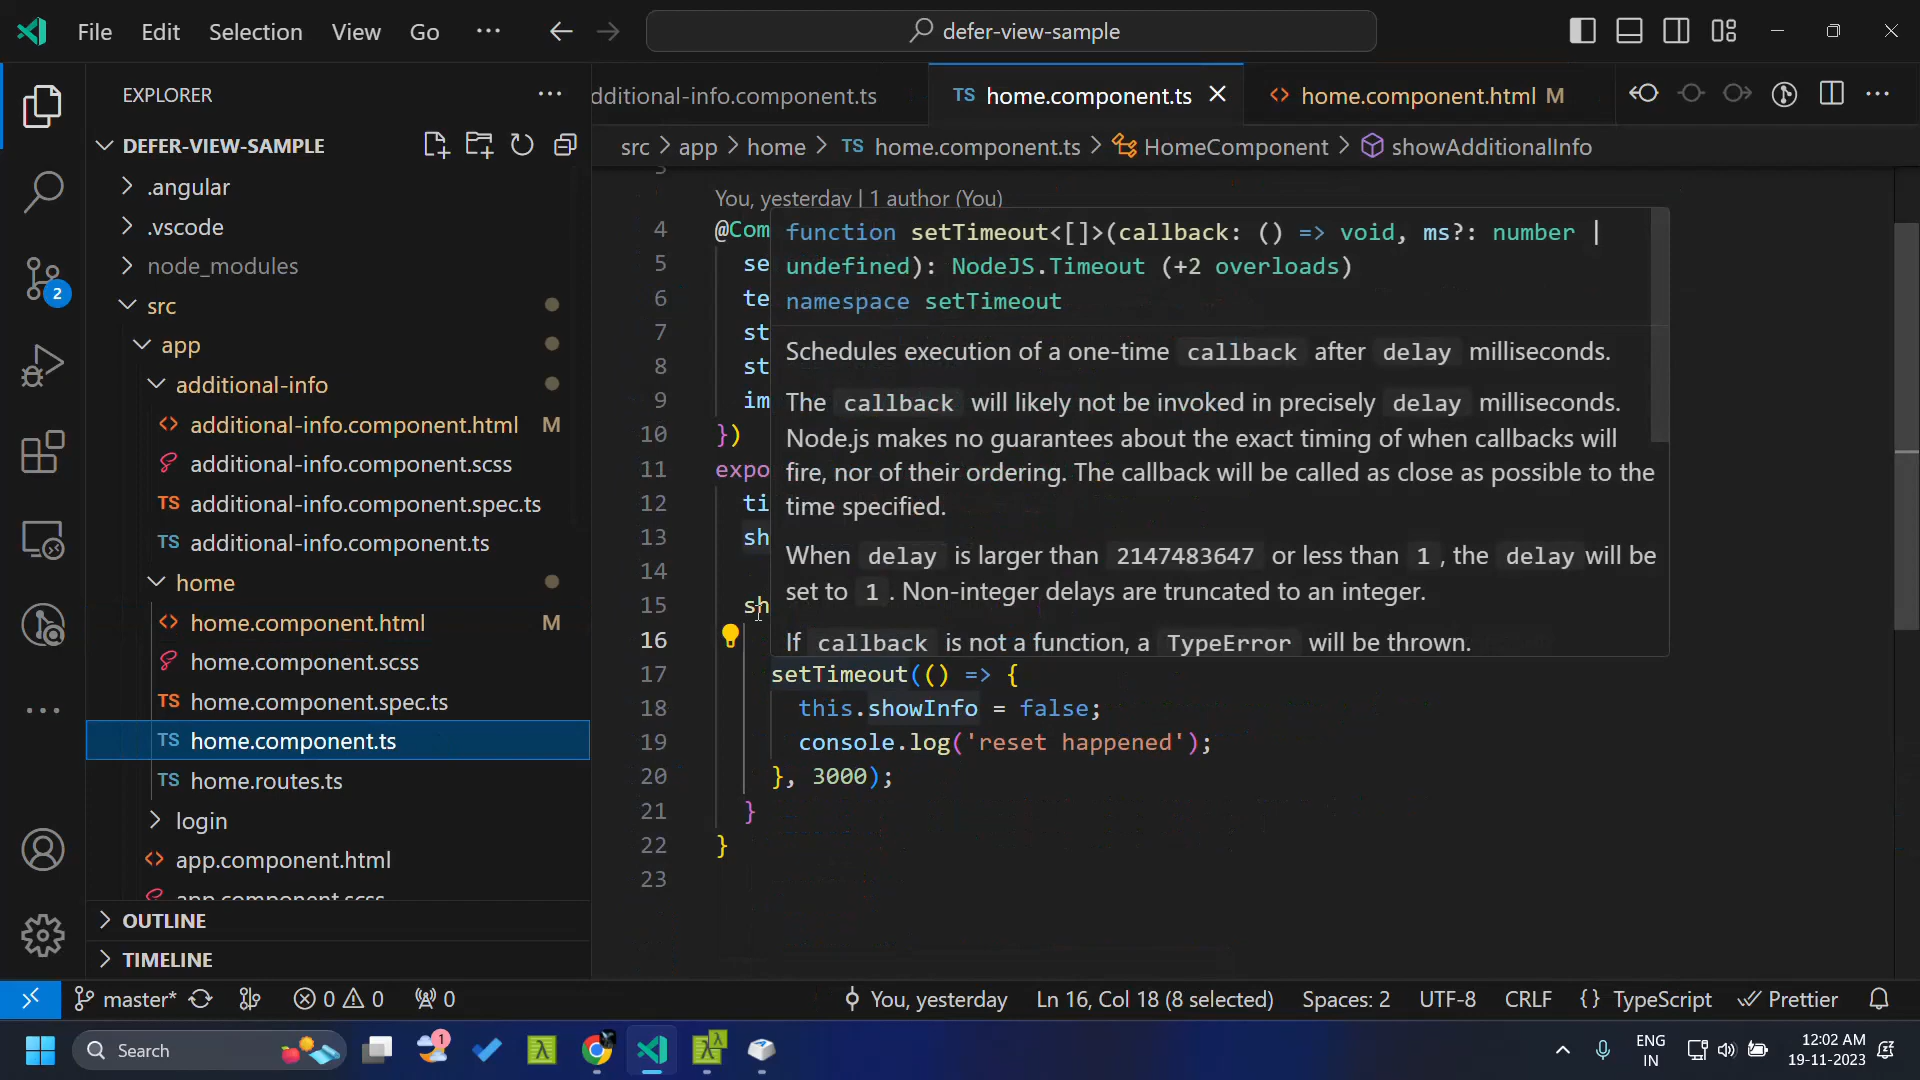 File Edit Selection View Go ··· defer-view-sample
EXPLORER ···
DEFER-VIEW-SAMPLE
.angular
.vscode
node_modules
src
app
additional-info
additional-info.component.html M
additional-info.component.scss
TS additional-info.component.spec.ts
TS additional-info.component.ts
home
home.component.html M
home.component.scss
TS home.component.spec.ts
TS home.component.ts
TS home.routes.ts
login
app.component.html
app.component.scss
OUTLINE
TIMELINE
2
dditional-info.component.ts TS home.component.ts home.component.html M
src > app > home > TS home.component.ts > HomeComponent > showAdditionalInfo
3
You, yesterday | 1 author (You)
4 @Com
5 se
6 te
7 st
8 st
9 im
10 })
11 expo
12 ti
13 sh
14
15 sh
16
17 setTimeout(() => {
18 this.showInfo = false;
19 console.log('reset happened');
20 }, 3000);
21 }
22 }
23
function setTimeout<[]>(callback: () => void, ms?: number |
undefined): NodeJS.Timeout (+2 overloads)
namespace setTimeout
Schedules execution of a one-time callback after delay milliseconds.
The callback will likely not be invoked in precisely delay milliseconds.
Node.js makes no guarantees about the exact timing of when callbacks will
fire, nor of their ordering. The callback will be called as close as possible to the
time specified.
When delay is larger than 2147483647 or less than 1, the delay will be
set to 1. Non-integer delays are truncated to an integer.
If callback is not a function, a TypeError will be thrown.
master* 0 0 0 You, yesterday Ln 16, Col 18 (8 selected) Spaces: 2 UTF-8 CRLF {} TypeScript Prettier
Search 1 ENG
IN
12:02 AM
19-11-2023